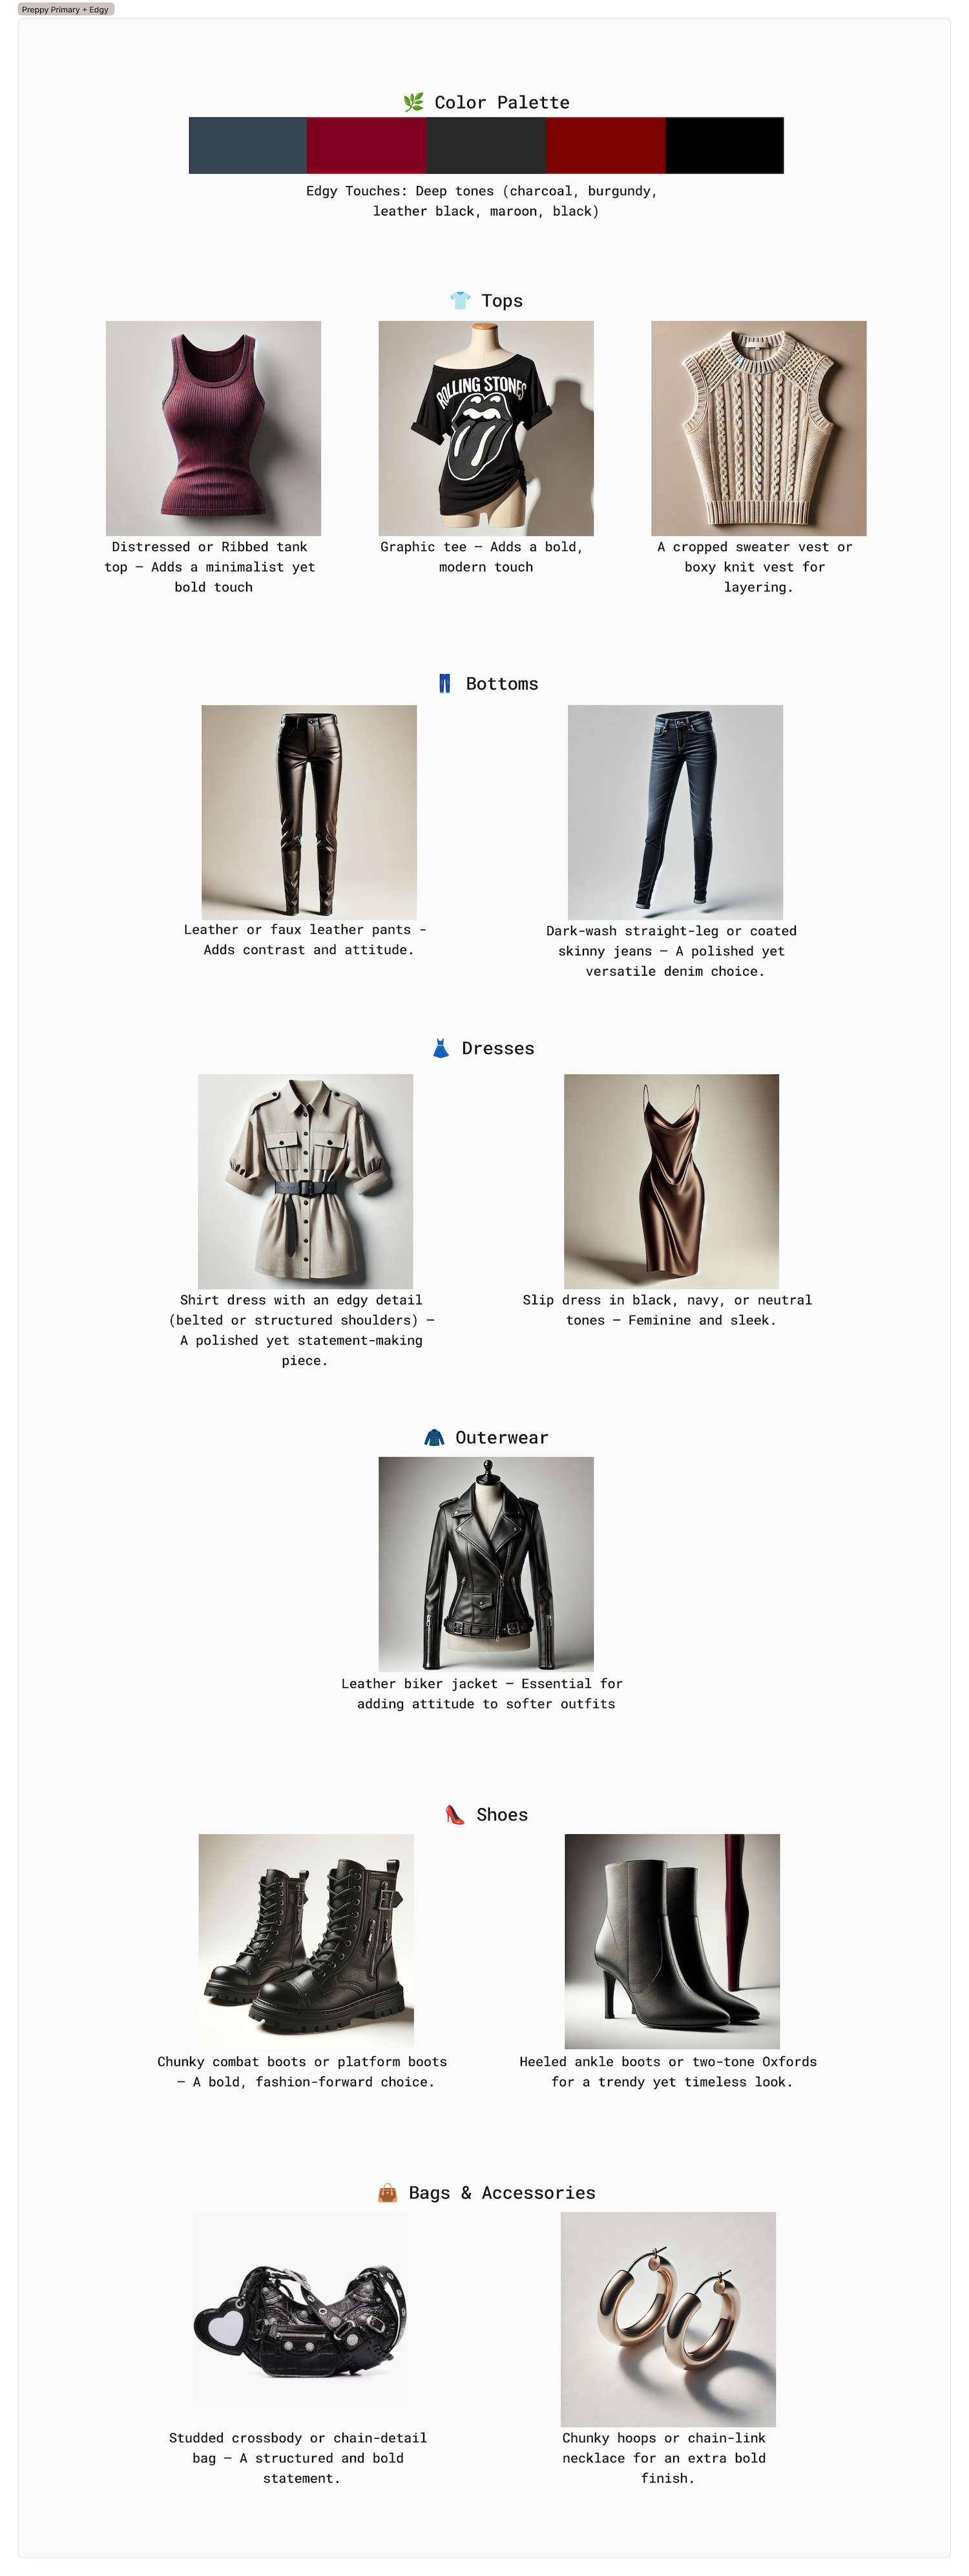 Preppy Primary + Edgy
🌿 Color Palette
Edgy Touches: Deep tones (charcoal, burgundy,
leather black, maroon, black)
👕 Tops
ROLLING STONES
Distressed or Ribbed tank
top – Adds a minimalist yet
bold touch
Graphic tee – Adds a bold,
modern touch
A cropped sweater vest or
boxy knit vest for
layering.
👖 Bottoms
Leather or faux leather pants -
Adds contrast and attitude.
Dark-wash straight-leg or coated
skinny jeans – A polished yet
versatile denim choice.
👗 Dresses
Shirt dress with an edgy detail
(belted or structured shoulders) –
A polished yet statement-making
piece.
Slip dress in black, navy, or neutral
tones – Feminine and sleek.
🧥 Outerwear
Leather biker jacket – Essential for
adding attitude to softer outfits
👠 Shoes
Chunky combat boots or platform boots
– A bold, fashion-forward choice.
Heeled ankle boots or two-tone Oxfords
for a trendy yet timeless look.
👜 Bags & Accessories
Studded crossbody or chain-detail
bag – A structured and bold
statement.
Chunky hoops or chain-link
necklace for an extra bold
finish.